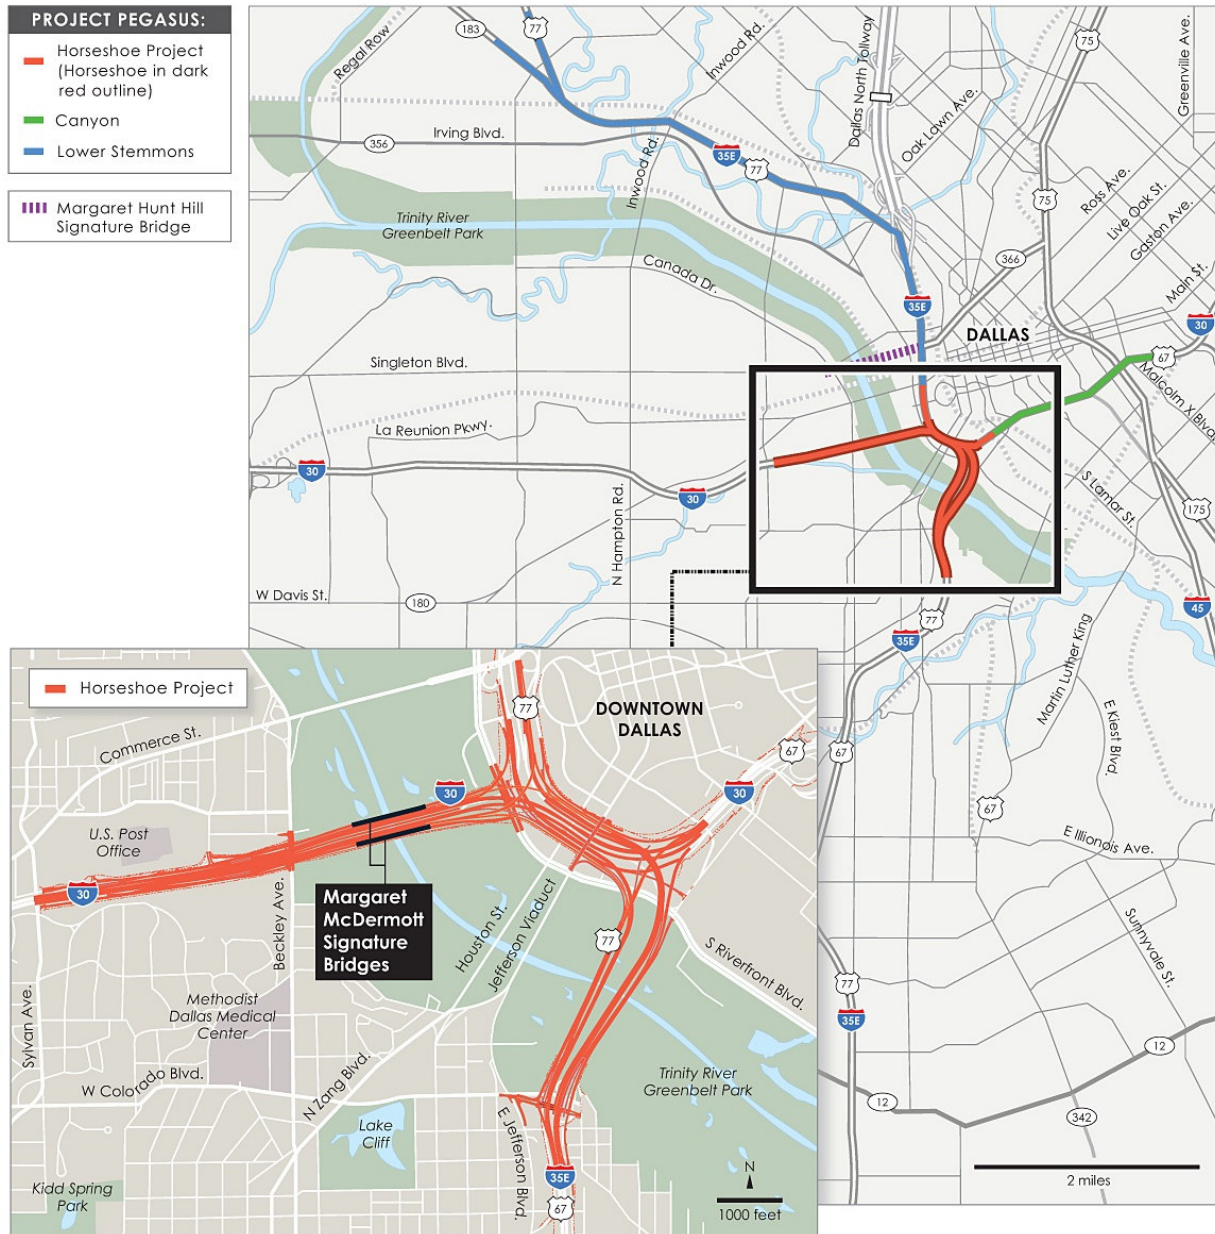 PROJECT PEGASUS:
Horseshoe Project
(Horseshoe in dark
red outline)
Canyon
Lower Stemmons
Margaret Hunt Hill
Signature Bridge
183
77
Regal Row
Inwood Rd.
Dallas North Tollway
75
Greenville Ave.
Irving Blvd.
356
Inwood Rd.
35E
77
Oak Lawn Ave.
Ross Ave.
Live Oak St.
Gaston Ave.
75
Trinity River
Greenbelt Park
366
Canada Dr.
Main St.
35E
30
DALLAS
67
Singleton Blvd.
Malcolm X Blvd.
La Reunion Pkwy.
30
30
N Hampton Rd.
S Lamar St.
175
W Davis St.
180
45
77
35E
Martin Luther King
E Kiest Blvd.
67
67
E Illionois Ave.
Sunnyvale St.
77
35E
12
12
342
2 miles
Horseshoe Project
77
DOWNTOWN
DALLAS
67
Commerce St.
30
30
U.S. Post
Office
30
Margaret
McDermott
Signature
Bridges
Beckley Ave.
Houston St.
Jefferson Viaduct
77
S Riverfront Blvd.
Sylvan Ave.
Methodist
Dallas Medical
Center
W Colorado Blvd.
N Zang Blvd.
Trinity River
Greenbelt Park
Lake
Cliff
E Jefferson Blvd.
Kidd Spring
Park
35E
67
N
1000 feet